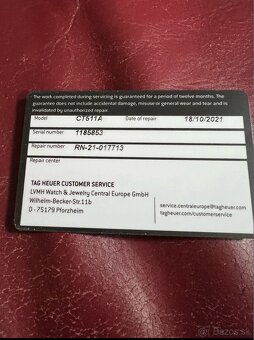 The work completed during servicing is guaranteed for a period of twelve months. The
guarantee does not include accidental damage, misuse or general wear and tear and is
invalidated by unauthorized repair.
Model CT511A Date of repair 18/10/2021
Serial number 1185853
Repair number RN-21-017713
Repair center
TAG HEUER CUSTOMER SERVICE
LVMH Watch & Jewelry Central Europe GmbH
Wilhelm-Becker-Str.11b
D - 75179 Pforzheim
service.centraleurope@tagheuer.com
tagheuer.com/customerservice
bazos.sk